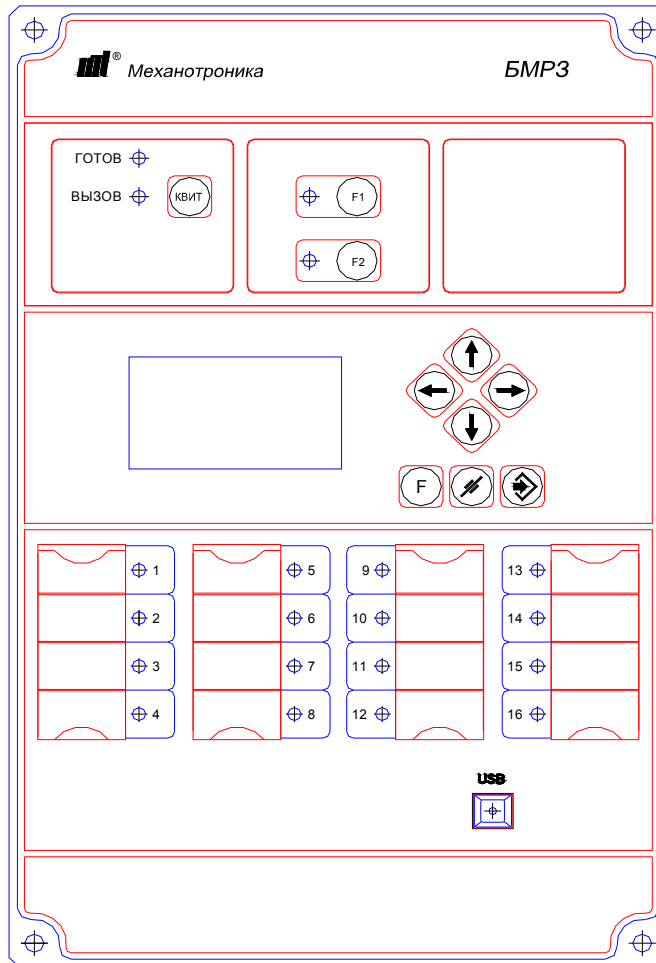 ® Механотроника БМРЗ
ГОТОВ
ВЫЗОВ КВИТ F1
F2
F
1 5 9 13
2 6 10 14
3 7 11 15
4 8 12 16
USB